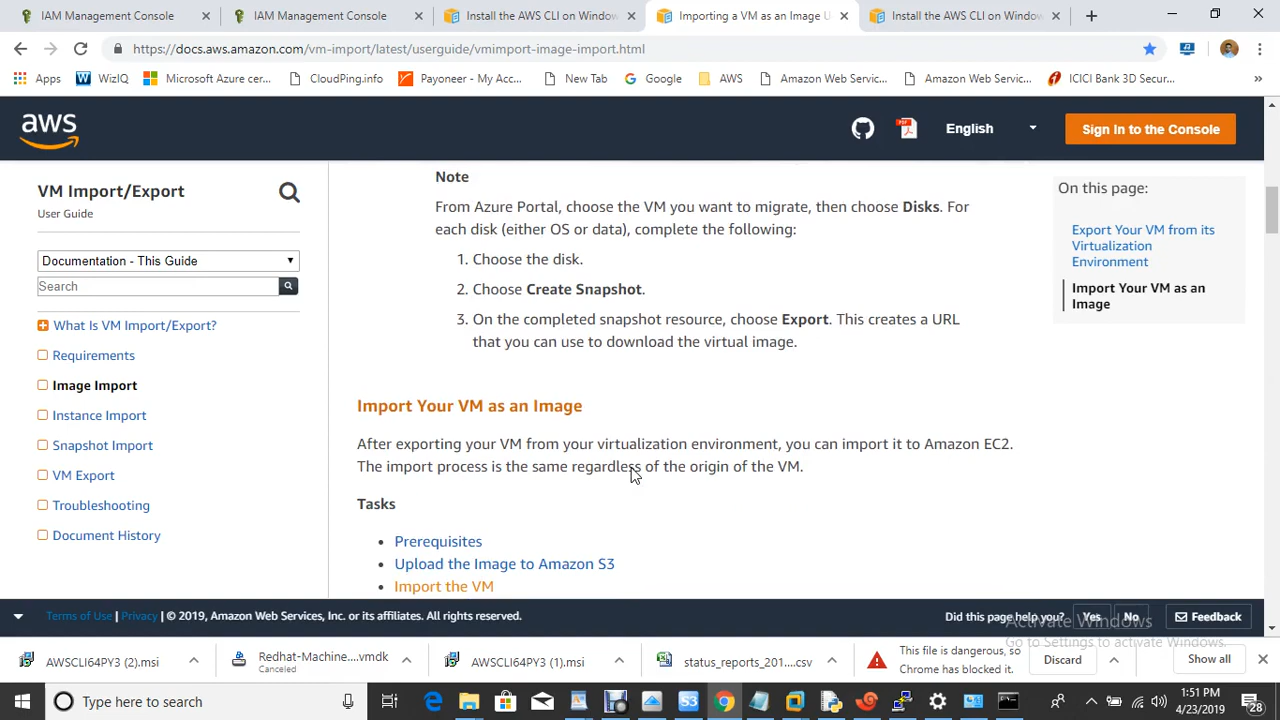 IAM Management Console
IAM Management Console
Install the AWS CLI on Window
Importing a VM as an Image U
Install the AWS CLI on Window
https://docs.aws.amazon.com/vm-import/latest/userguide/vmimport-image-import.html
Apps
WizIQ
Microsoft Azure cer...
CloudPing.info
Payoneer - My Acc...
New Tab
Google
AWS
Amazon Web Servic...
Amazon Web Servic...
ICICI Bank 3D Secur...
»
aws
PDF
English
Sign In to the Console
VM Import/Export
User Guide
Documentation - This Guide
Search
What Is VM Import/Export?
Requirements
Image Import
Instance Import
Snapshot Import
VM Export
Troubleshooting
Document History
Note
From Azure Portal, choose the VM you want to migrate, then choose Disks. For
each disk (either OS or data), complete the following:
1. Choose the disk.
2. Choose Create Snapshot.
3. On the completed snapshot resource, choose Export. This creates a URL
that you can use to download the virtual image.
Import Your VM as an Image
After exporting your VM from your virtualization environment, you can import it to Amazon EC2.
The import process is the same regardless of the origin of the VM.
Tasks
• Prerequisites
• Upload the Image to Amazon S3
• Import the VM
On this page:
Export Your VM from its
Virtualization
Environment
Import Your VM as an
Image
Terms of Use | Privacy | © 2019, Amazon Web Services, Inc. or its affiliates. All rights reserved.
Did this page help you?
Yes
No
Feedback
Activate Windows
Go to Settings to activate Windows.
AWSCLI64PY3 (2).msi
Redhat-Machine....vmdk
Canceled
AWSCLI64PY3 (1).msi
status_reports_201....csv
This file is dangerous, so
Chrome has blocked it.
Discard
Show all
Type here to search
S3
1:51 PM
4/23/2019
28